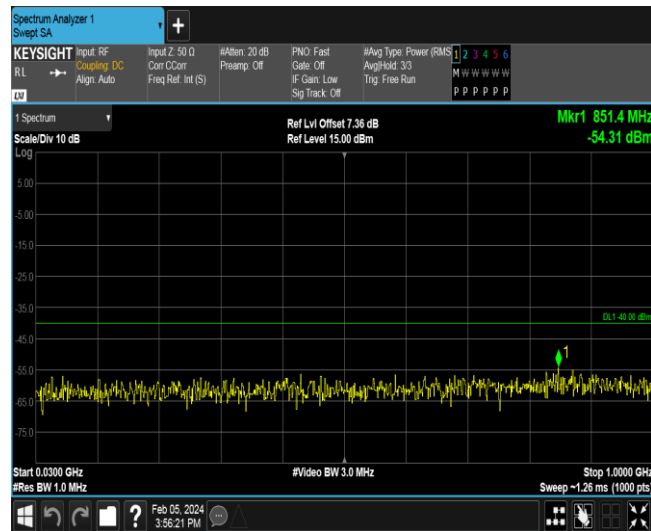 Spectrum Analyzer 1
Swept SA
KEYSIGHT
RL
LXI
Input: RF
Coupling: DC
Align: Auto
Input Z: 50 Ω
Corr CCorr
Freq Ref: Int (S)
#Atten: 20 dB
Preamp: Off
PNO: Fast
Gate: Off
IF Gain: Low
Sig Track: Off
#Avg Type: Power (RMS
Avg|Hold: 3/3
Trig: Free Run
1 2 3 4 5 6
M W W W W W
P P P P P P
1 Spectrum
Scale/Div 10 dB
Log
Ref Lvl Offset 7.36 dB
Ref Level 15.00 dBm
Mkr1 851.4 MHz
-54.31 dBm
5.00
-5.00
-15.0
-25.0
-35.0
DL1 -40.00 dBm
-45.0
1
-55.0
-65.0
-75.0
Start 0.0300 GHz
#Res BW 1.0 MHz
#Video BW 3.0 MHz
Stop 1.0000 GHz
Sweep ~1.26 ms (1000 pts)
?
Feb 05, 2024
3:56:21 PM